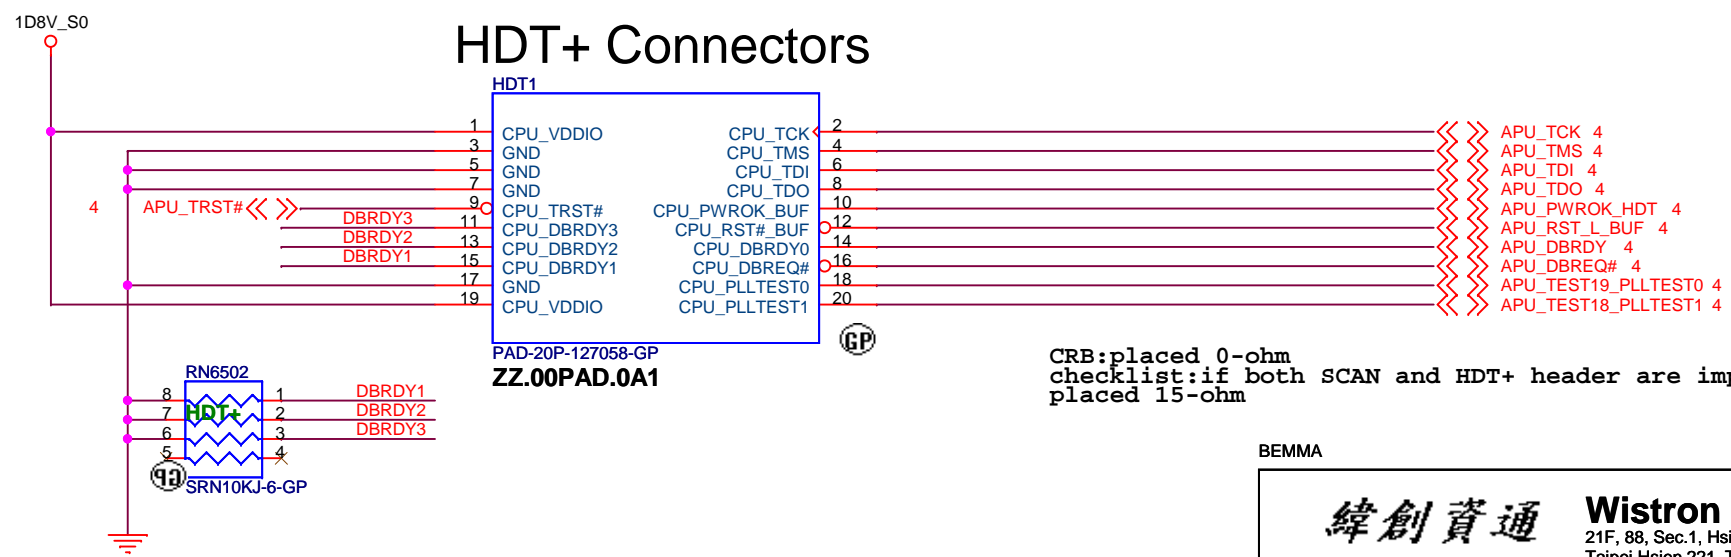 1D8V_S0
HDT+ Connectors
HDT1
1 CPU_VDDIO CPU_TCK 2 APU_TCK 4
3 GND CPU_TMS 4 APU_TMS 4
5 GND CPU_TDI 6 APU_TDI 4
7 GND CPU_TDO 8 APU_TDO 4
4 APU_TRST# 9 CPU_TRST# CPU_PWROK_BUF 10 APU_PWROK_HDT 4
DBRDY3 11 CPU_DBRDY3 CPU_RST#_BUF 12 APU_RST_L_BUF 4
DBRDY2 13 CPU_DBRDY2 CPU_DBRDY0 14 APU_DBRDY 4
DBRDY1 15 CPU_DBRDY1 CPU_DBREQ# 16 APU_DBREQ# 4
17 GND CPU_PLLTEST0 18 APU_TEST19_PLLTEST0 4
19 CPU_VDDIO CPU_PLLTEST1 20 APU_TEST18_PLLTEST1 4
GP
PAD-20P-127058-GP
ZZ.00PAD.0A1
CRB:placed 0-ohm
checklist:if both SCAN and HDT+ header are imp
placed 15-ohm
RN6502
8 1 DBRDY1
7 HDT+ 2 DBRDY2
6 3 DBRDY3
5 4
GP
SRN10KJ-6-GP
BEMMA
緯創資通 Wistron
21F, 88, Sec.1, Hsi
Taipei Hsien 221, T